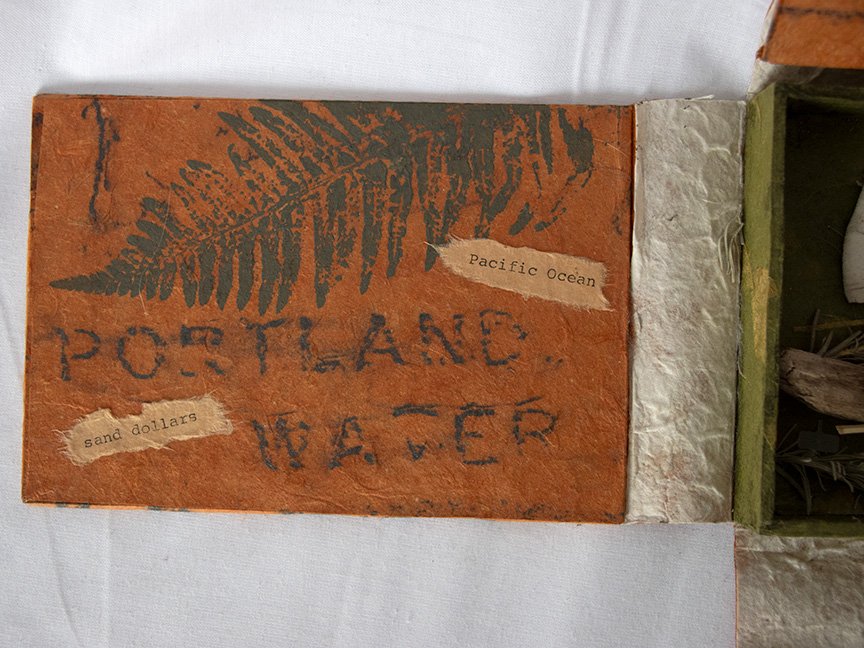 Pacific Ocean
PORTLAND
sand dollars
WATER